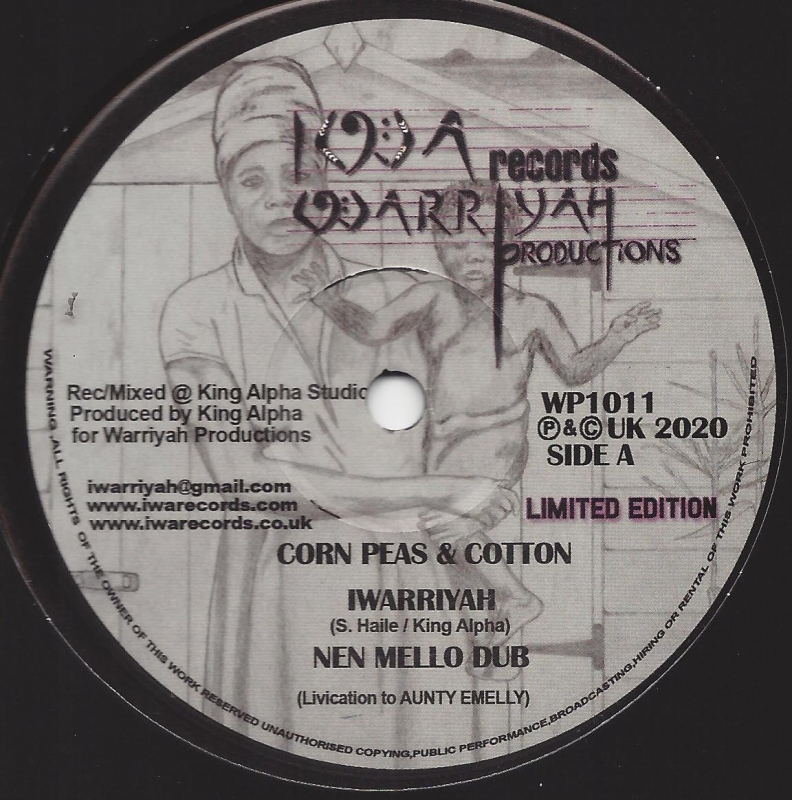 IWA records
WARRIYAH
PRODUCTIONS
Rec/Mixed @ King Alpha Studio
Produced by King Alpha
for Warriyah Productions
iwarriyah@gmail.com
www.iwarecords.com
www.iwarecords.co.uk
WP1011
Ⓟ&© UK 2020
SIDE A
LIMITED EDITION
CORN PEAS & COTTON
IWARRIYAH
(S. Haile / King Alpha)
NEN MELLO DUB
(Livication to AUNTY EMELLY)
WARNING .ALL RIGHTS OF THE OWNER OF THIS WORK RESERVED UNAUTHORISED COPYING,PUBLIC PERFORMANCE,BROADCASTING,HIRING OR RENTAL OF THIS WORK PROHIBITED